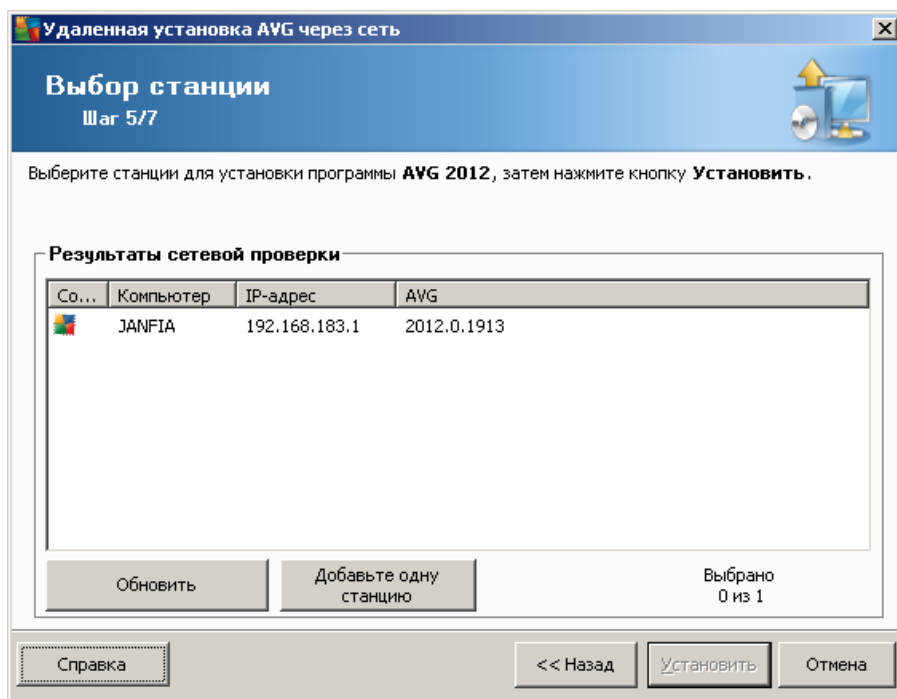 Удаленная установка AVG через сеть
Выбор станции
Шаг 5/7
Выберите станции для установки программы AVG 2012, затем нажмите кнопку Установить.
Результаты сетевой проверки
Со... Компьютер IP-адрес AVG
JANFIA 192.168.183.1 2012.0.1913
Обновить
Добавьте одну
станцию
Выбрано
0 из 1
Справка
<< Назад
Установить
Отмена